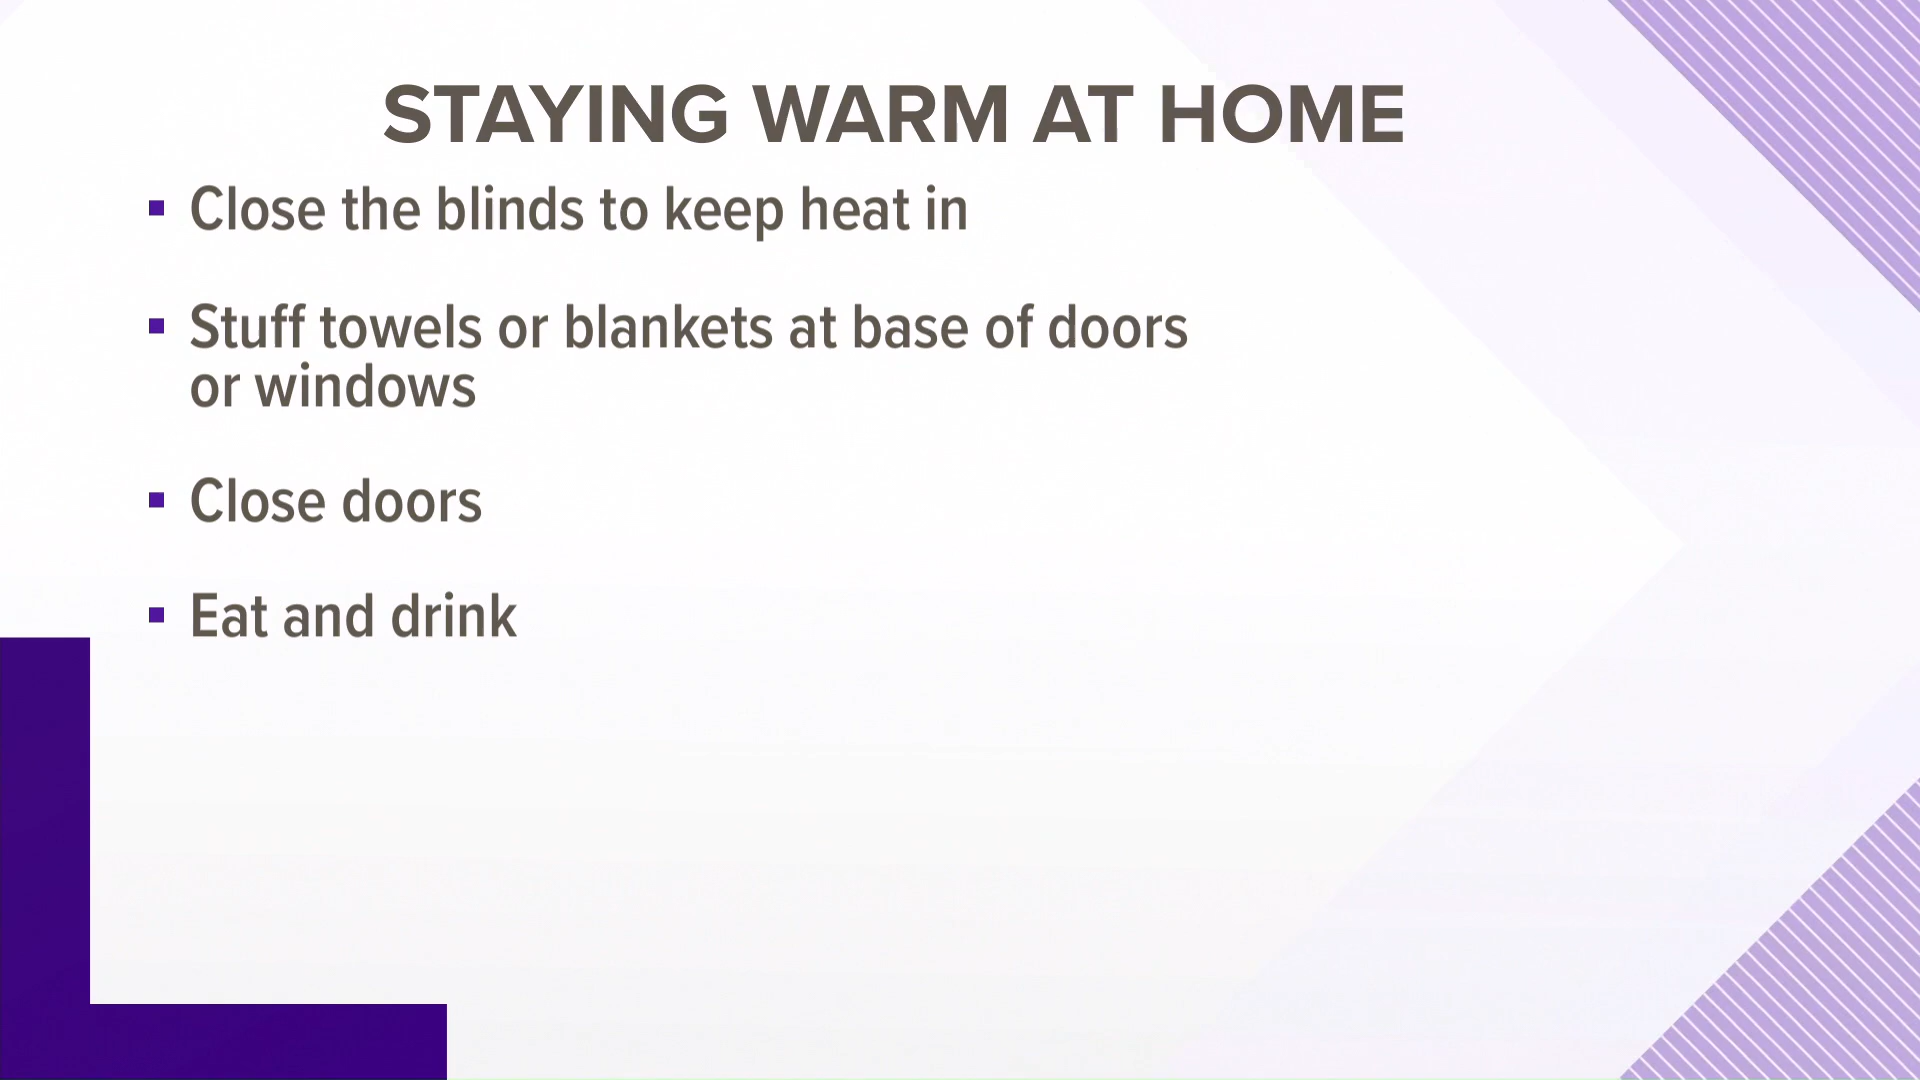 STAYING WARM AT HOME
▪ Close the blinds to keep heat in
▪ Stuff towels or blankets at base of doors
or windows
▪ Close doors
▪ Eat and drink